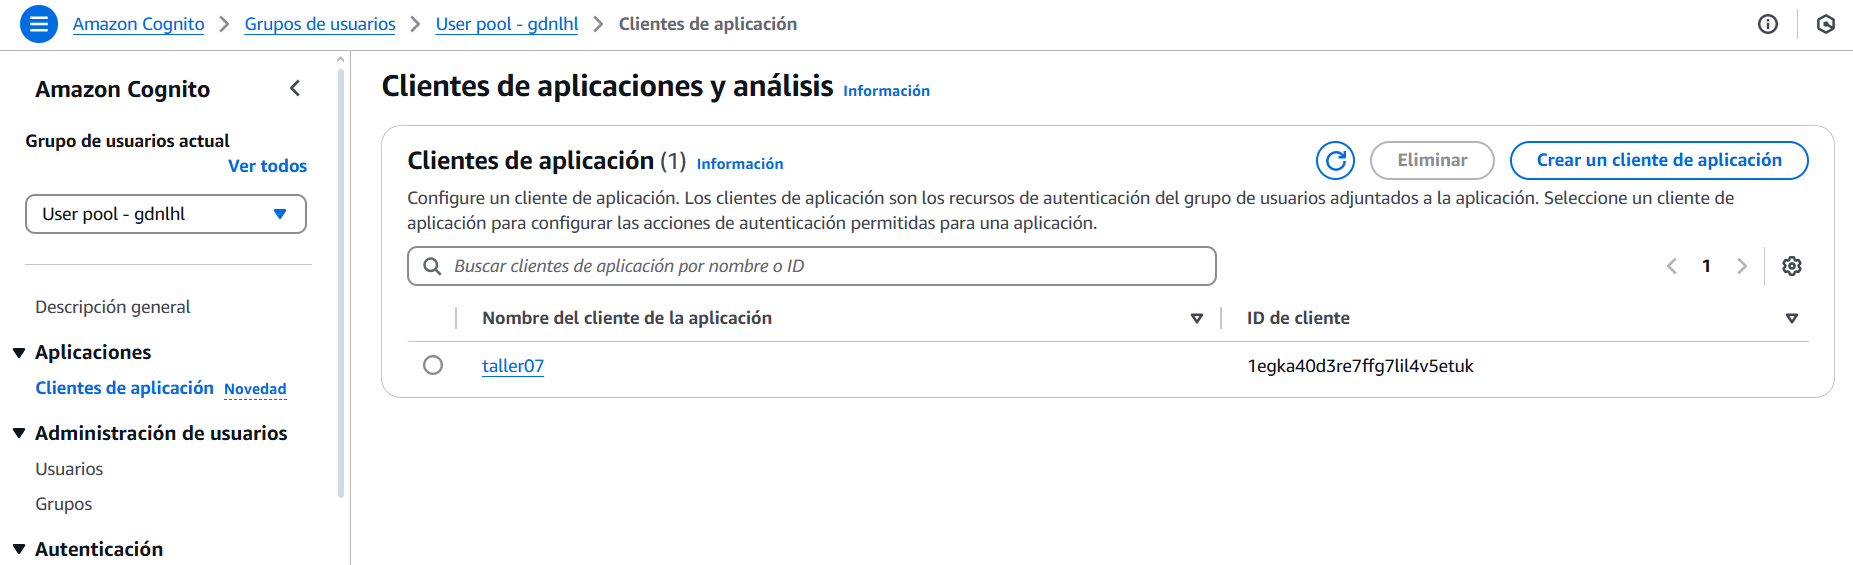 Amazon Cognito > Grupos de usuarios > User pool - gdnlhl > Clientes de aplicación
Amazon Cognito
Grupo de usuarios actual
Ver todos
User pool - gdnlhl
Descripción general
Aplicaciones
Clientes de aplicación Novedad
Administración de usuarios
Usuarios
Grupos
Autenticación
Clientes de aplicaciones y análisis Información
Clientes de aplicación (1) Información
Eliminar
Crear un cliente de aplicación
Configure un cliente de aplicación. Los clientes de aplicación son los recursos de autenticación del grupo de usuarios adjuntados a la aplicación. Seleccione un cliente de
aplicación para configurar las acciones de autenticación permitidas para una aplicación.
Buscar clientes de aplicación por nombre o ID
1
Nombre del cliente de la aplicación ID de cliente
taller07 1egka40d3re7ffg7lil4v5etuk